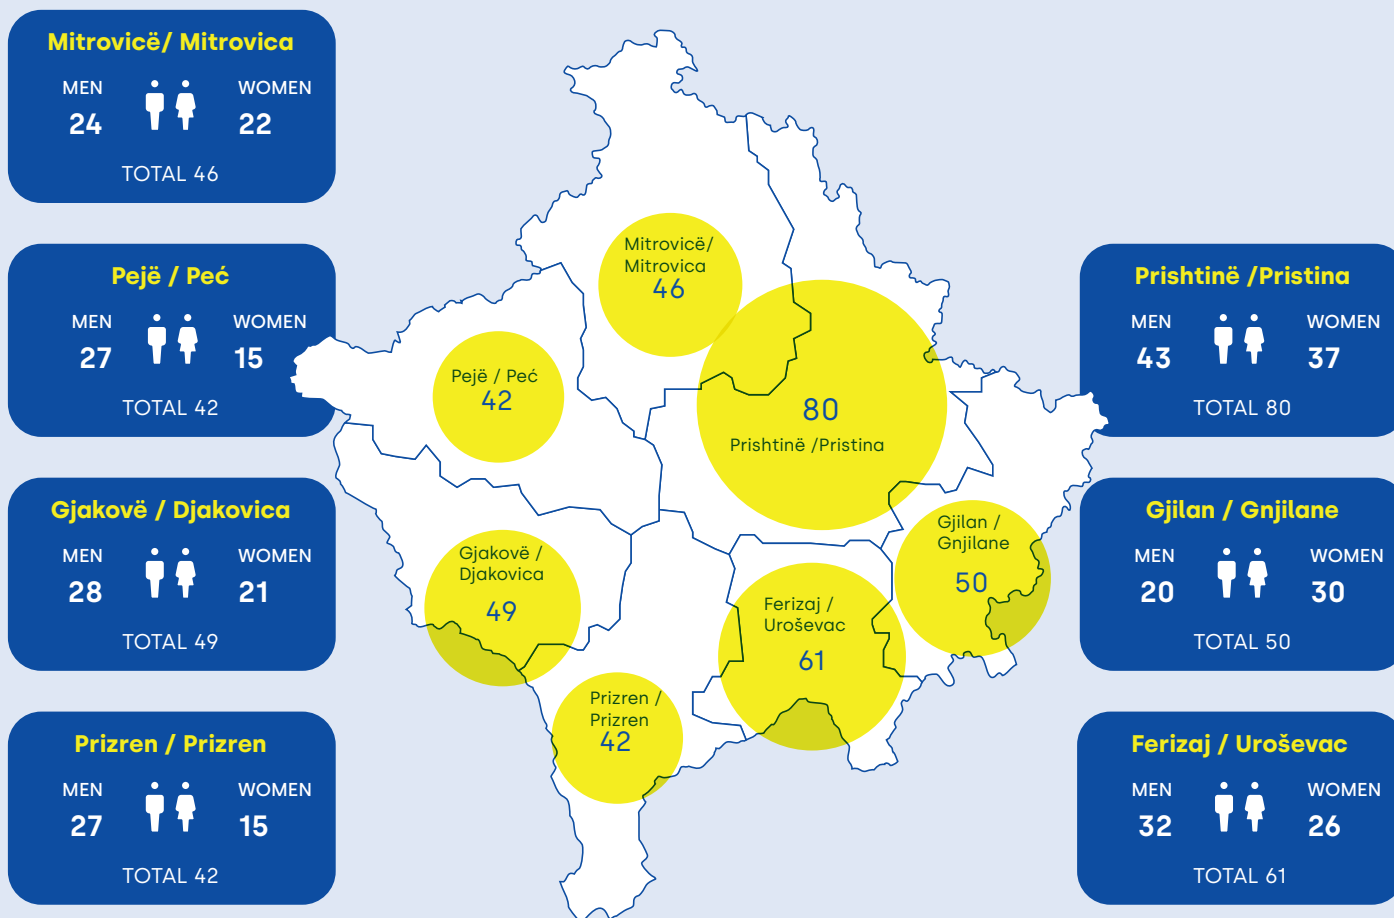 Mitrovicë/ Mitrovica
MEN
WOMEN
24
22
TOTAL 46
Pejë / Peć
MEN
WOMEN
27
15
TOTAL 42
Gjakovë / Djakovica
MEN
WOMEN
28
21
TOTAL 49
Prizren / Prizren
MEN
WOMEN
27
15
TOTAL 42
Mitrovicë/
Mitrovica
46
Pejë / Peć
42
80
Prishtinë /Pristina
Gjakovë /
Djakovica
49
Gjilan /
Gnjilane
50
Ferizaj /
Uroševac
61
Prizren /
Prizren
42
Prishtinë /Pristina
MEN
WOMEN
43
37
TOTAL 80
Gjilan / Gnjilane
MEN
WOMEN
20
30
TOTAL 50
Ferizaj / Uroševac
MEN
WOMEN
32
26
TOTAL 61